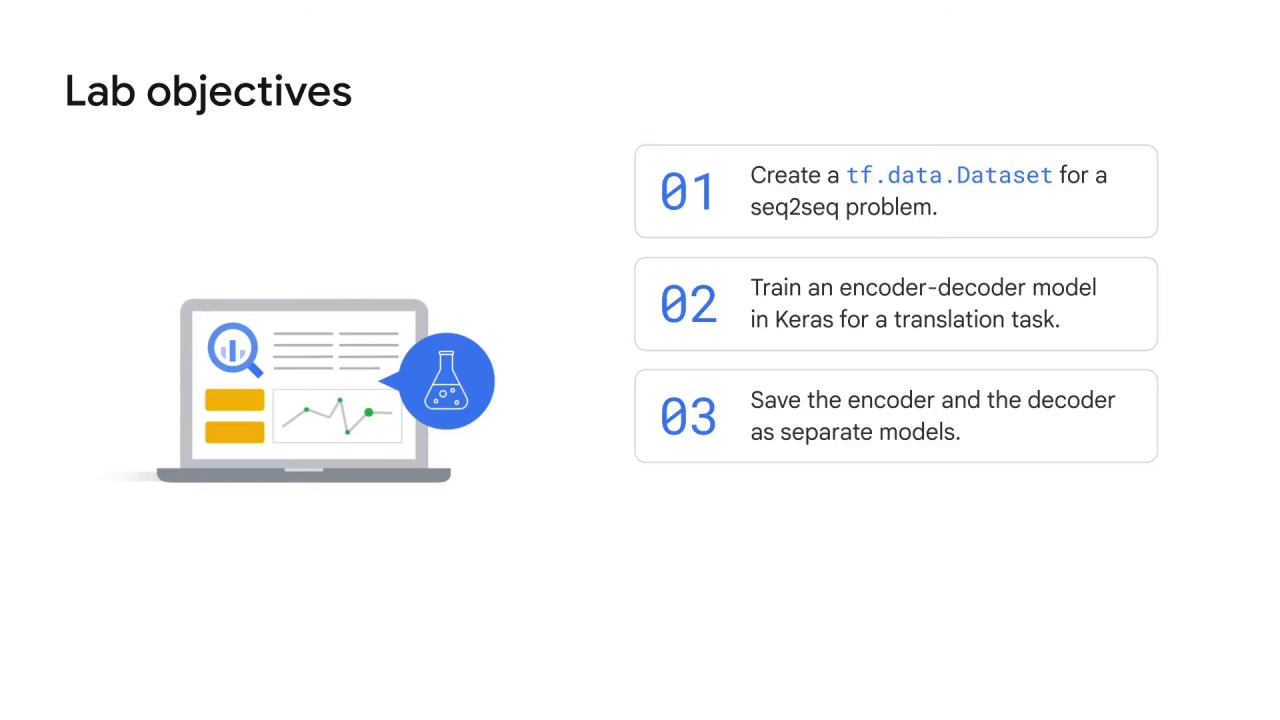 Lab objectives
01
Create a tf.data.Dataset for a
seq2seq problem.
02
Train an encoder-decoder model
in Keras for a translation task.
03
Save the encoder and the decoder
as separate models.